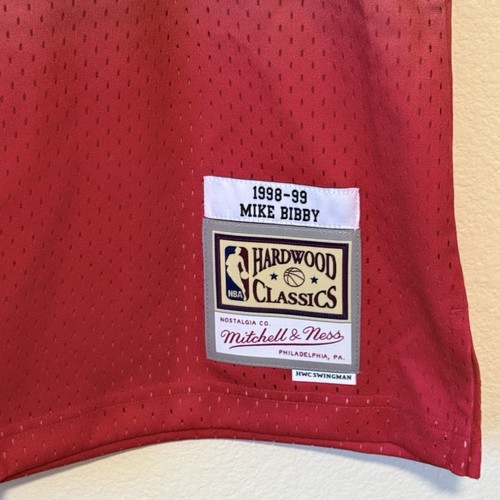 1998-99
MIKE BIBBY
HARDWOOD
CLASSICS
NBA
NOSTALGIA CO.
Mitchell & Ness
PHILADELPHIA, PA.
HWC SWINGMAN